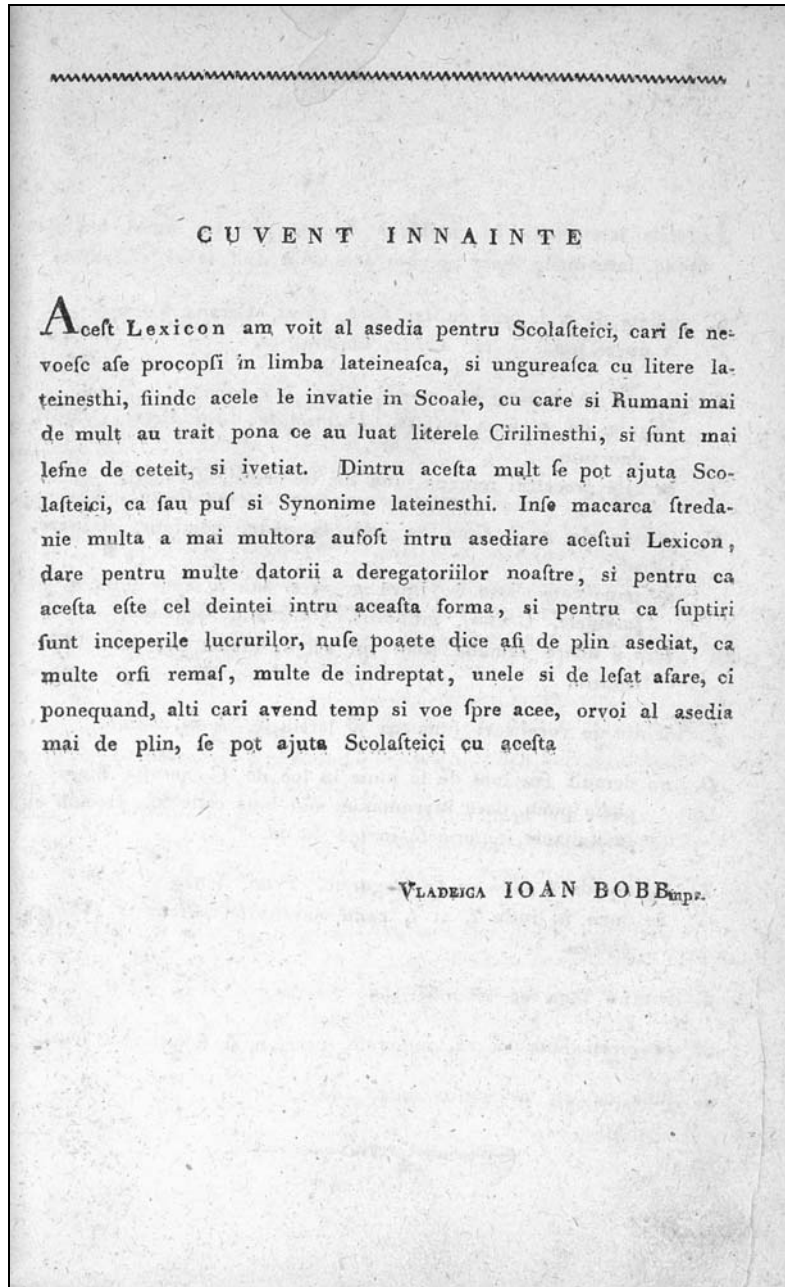 CUVENT INNAINTE
Aceſt Lexicon am voit al asedia pentru Scolaſteici, cari ſe ne-
voeſc aſe procopſi in limba lateineaſca, si ungureaſca cu litere la-
ţeinesthi, fiindc acele le invatie in Scoale, cu care si Rumani mai
de mulţ au trait pona ce au luat literele Cirilinesthi, si ſunt mai
leſne de ceteit, si ivetiat. Dintru aceſta mult ſe pot ajuta Sco-
laſteici, ca ſau puſ si Synonime lateinesthi. Inſe macarca ſtreda-
nie multa a mai multora aufoſt intru asediare aceſtui Lexicon,
dare pentru multe datorii a deregatoriilor noaſtre, si pentru ca
aceſta eſte cel deintei intru aceaſta forma, si pentru ca ſuptiri
ſunt inceperile lucrurilor, nuſe poaete dice aſi de plin asediat, ca
multe orſi remaſ, multe de indreptat, unele si de leſat aſare, ci
ponequand, alti cari avend temp si voe ſpre acee, orvoi al asedia
mai de plin, ſe pot ajuta Scolaſteici cu aceſta
VLADEICA IOAN BOBB mpr.